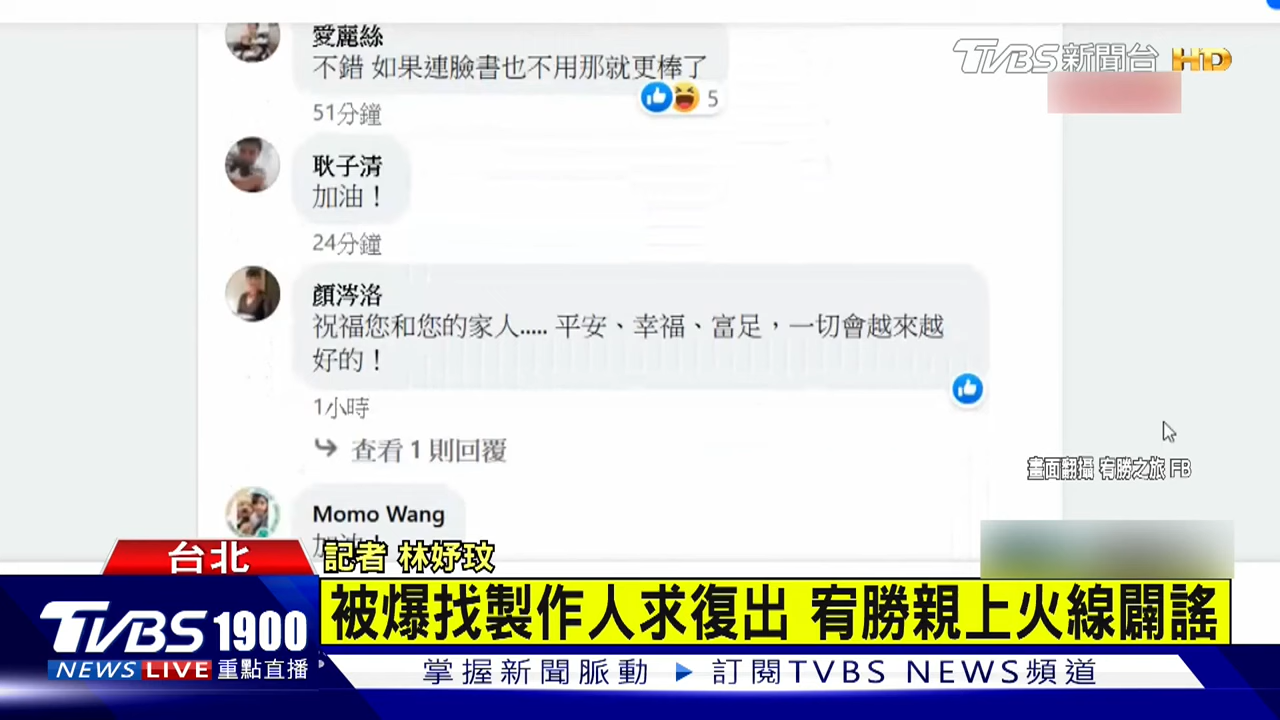 愛麗絲
不錯 如果連臉書也不用那就更棒了
5
51分鐘
TVBS新聞台 HD
耿子清
加油！
24分鐘
顏涔洛
祝福您和您的家人..... 平安、幸福、富足，一切會越來越
好的！
1小時
查看 1 則回覆
畫面翻攝 宥勝之旅 FB
Momo Wang
加油！
台北
記者 林妤玟
被爆找製作人求復出 宥勝親上火線闢謠
TVBS 1900
NEWS LIVE 重點直播
掌握新聞脈動 ▶ 訂閱TVBS NEWS頻道